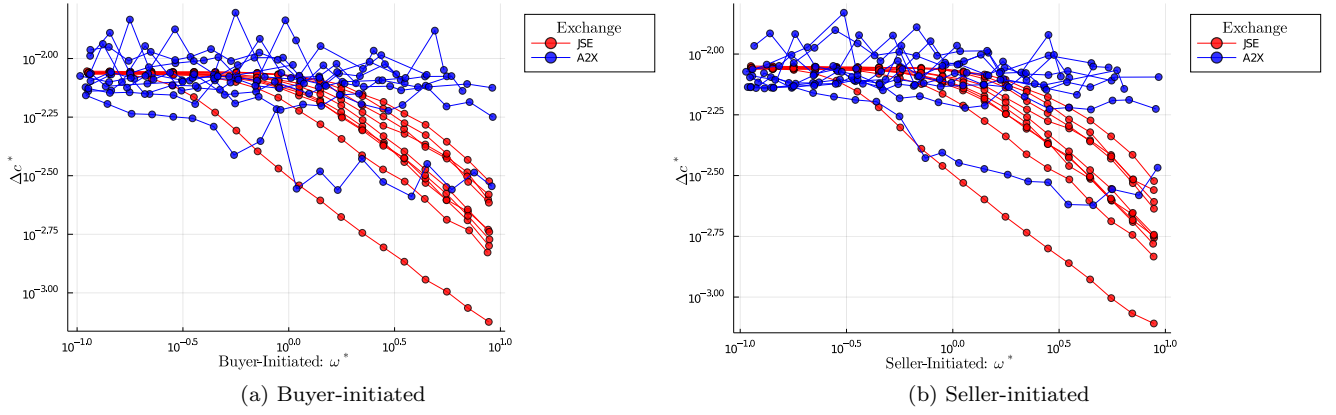 10^-2.00
10^-2.25
10^-2.50
10^-2.75
10^-3.00
Δc*
10^-1.0
10^-0.5
10^0.0
10^0.5
10^1.0
Buyer-Initiated: ω*
Exchange
JSE
A2X
(a) Buyer-initiated
10^-2.00
10^-2.25
10^-2.50
10^-2.75
10^-3.00
Δc*
10^-1.0
10^-0.5
10^0.0
10^0.5
10^1.0
Seller-Initiated: ω*
Exchange
JSE
A2X
(b) Seller-initiated